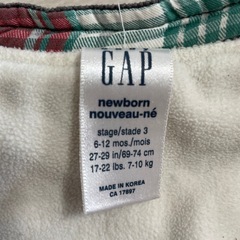 GAP
newborn
nouveau-né
stage/stade 3
6-12 mos./mois
27-29 in/69-74 cm
17-22 lbs. 7-10 kg
MADE IN KOREA
CA 17897